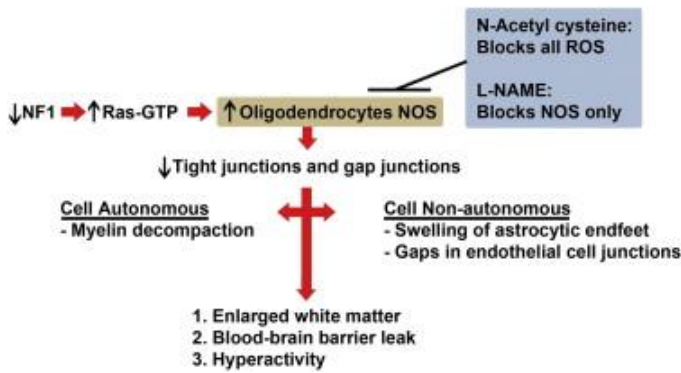 N-Acetyl cysteine:
Blocks all ROS
L-NAME:
Blocks NOS only
↓NF1 → ↑Ras-GTP → ↑Oligodendrocytes NOS
↓Tight junctions and gap junctions
Cell Autonomous
- Myelin decompaction
Cell Non-autonomous
- Swelling of astrocytic endfeet
- Gaps in endothelial cell junctions
1. Enlarged white matter
2. Blood-brain barrier leak
3. Hyperactivity